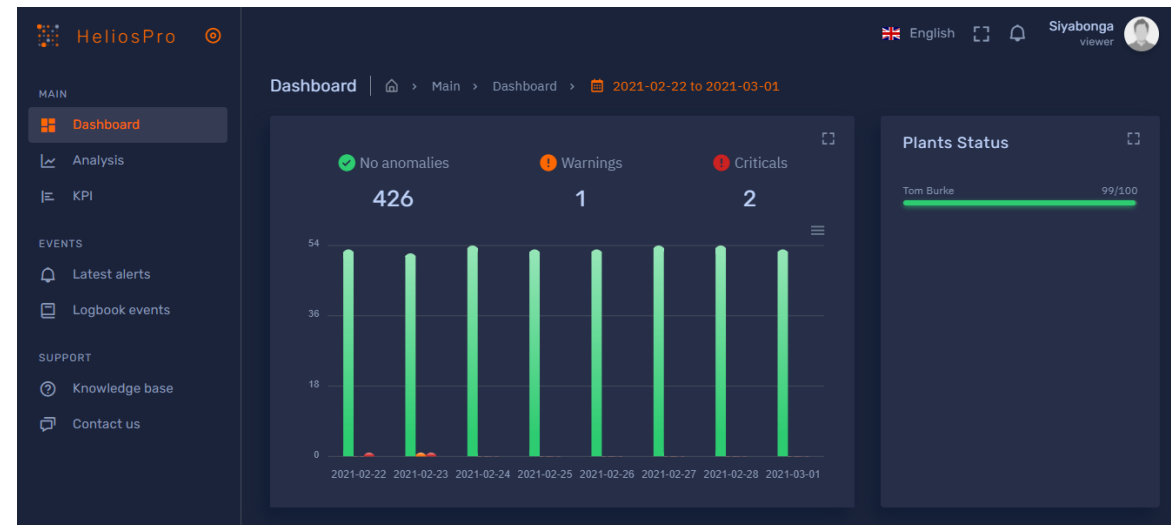 HeliosPro
English
Siyabonga
viewer
MAIN
Dashboard
Analysis
KPI
EVENTS
Latest alerts
Logbook events
SUPPORT
Knowledge base
Contact us
Dashboard Main Dashboard 2021-02-22 to 2021-03-01
No anomalies Warnings Criticals
426 1 2
54
36
18
0
2021-02-22 2021-02-23 2021-02-24 2021-02-25 2021-02-26 2021-02-27 2021-02-28 2021-03-01
Plants Status
Tom Burke 99/100